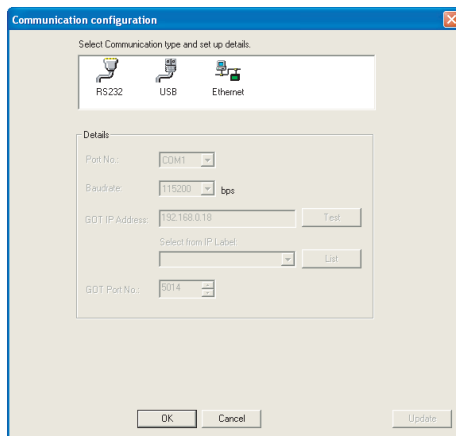 Communication configuration
Select Communication type and set up details.
RS232 USB Ethernet
Details
Port No.: COM1
Baudrate: 115200 bps
GOT IP Address: 192.168.0.18 Test
Select from IP Label:
List
GOT Port No.: 5014
OK Cancel Update